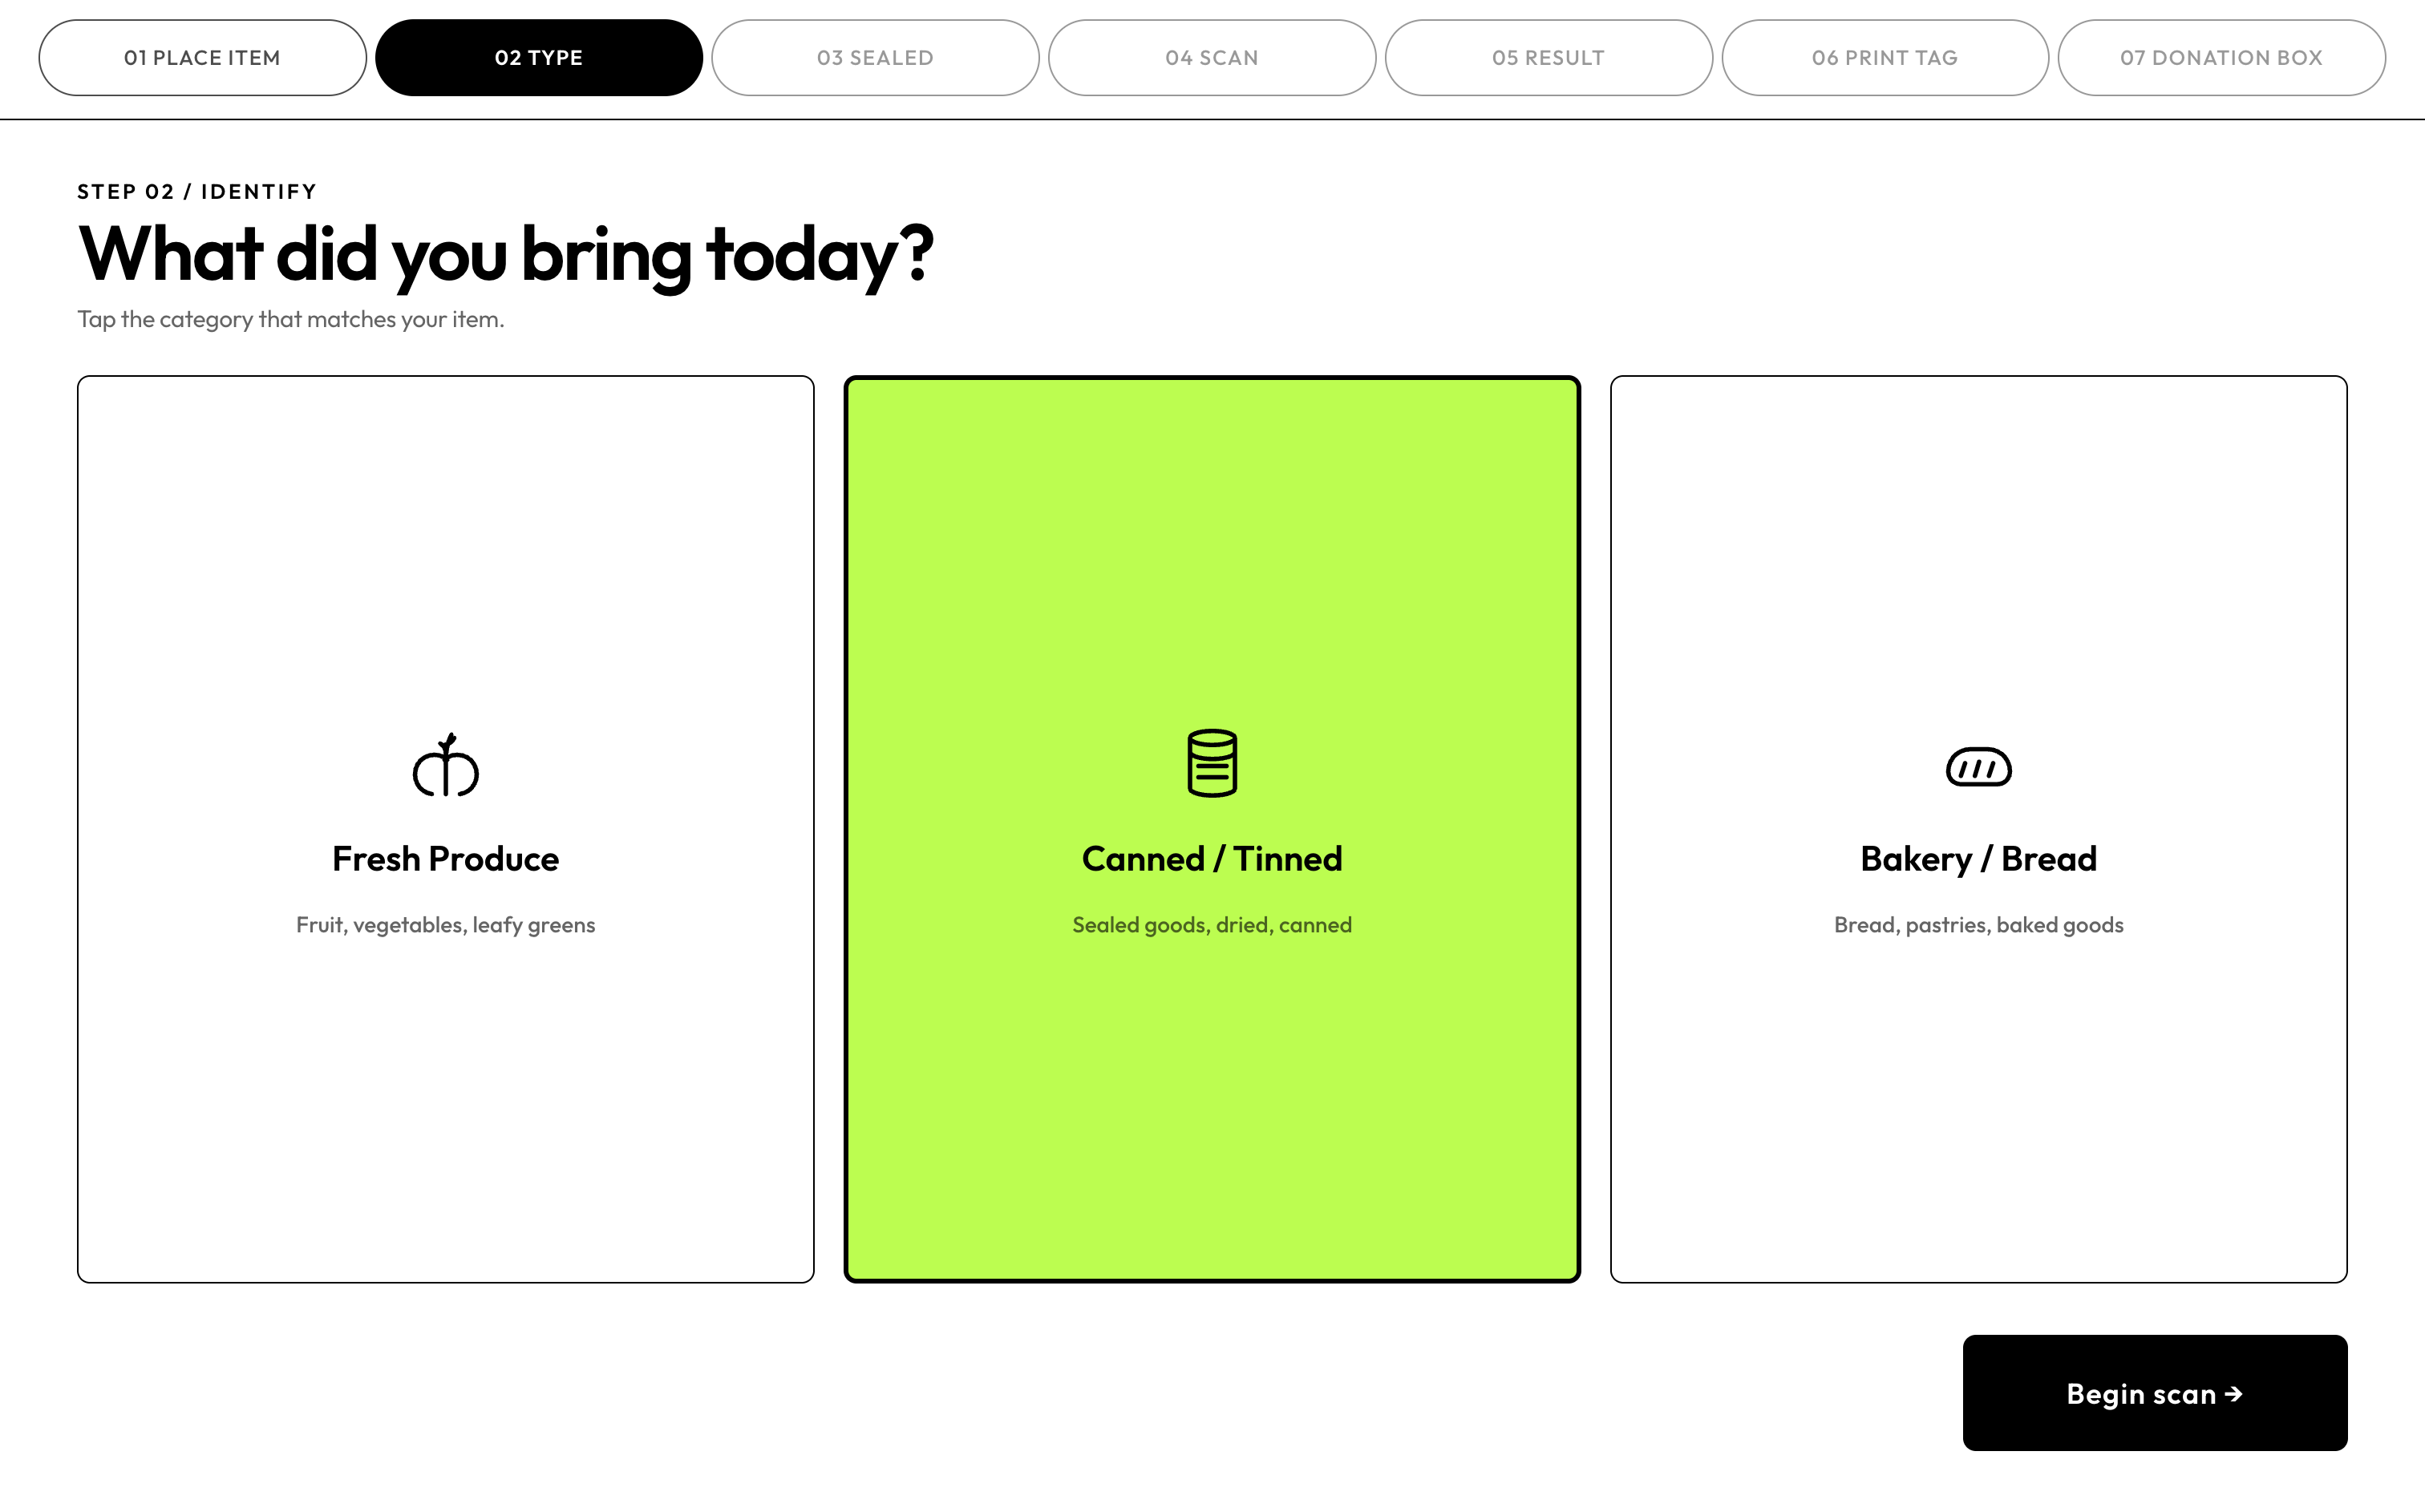 01 PLACE ITEM
02 TYPE
03 SEALED
04 SCAN
05 RESULT
06 PRINT TAG
07 DONATION BOX
STEP 02 / IDENTIFY
What did you bring today?
Tap the category that matches your item.
Fresh Produce
Fruit, vegetables, leafy greens
Canned / Tinned
Sealed goods, dried, canned
Bakery / Bread
Bread, pastries, baked goods
Begin scan →